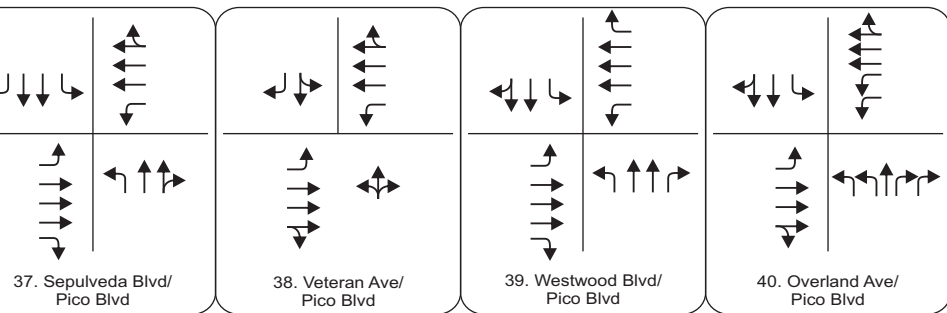 37. Sepulveda Blvd/
Pico Blvd
38. Veteran Ave/
Pico Blvd
39. Westwood Blvd/
Pico Blvd
40. Overland Ave/
Pico Blvd